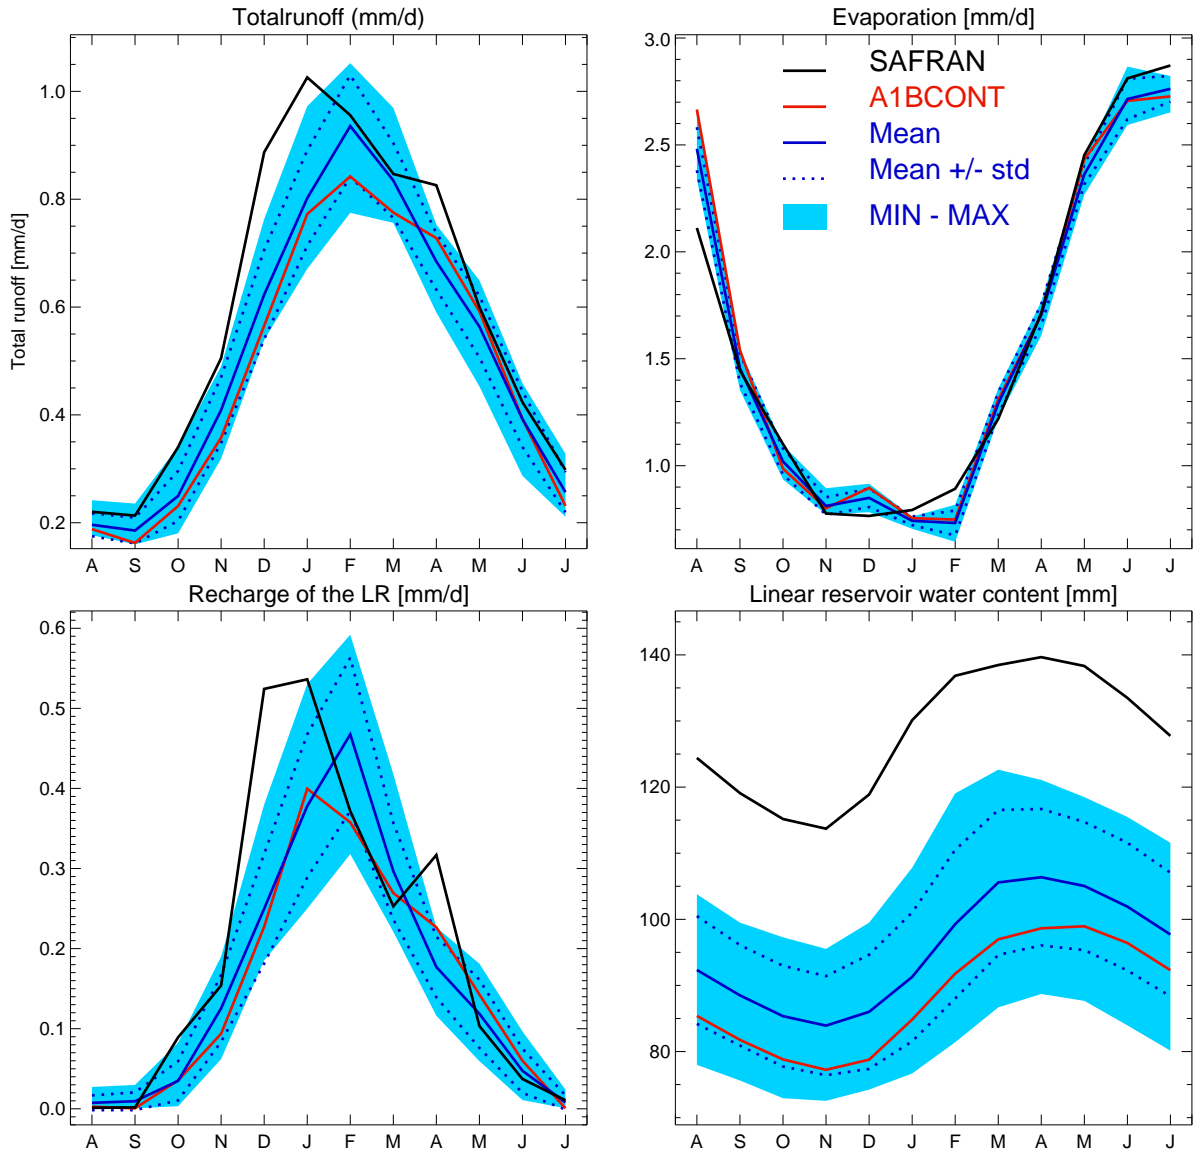 Totalrunoff (mm/d)
Total runoff [mm/d]
1.0
0.8
0.6
0.4
0.2
A S O N D J F M A M J J
Evaporation [mm/d]
SAFRAN
A1BCONT
Mean
Mean +/- std
MIN - MAX
3.0
2.5
2.0
1.5
1.0
A S O N D J F M A M J J
Recharge of the LR [mm/d]
0.6
0.5
0.4
0.3
0.2
0.1
0.0
A S O N D J F M A M J J
Linear reservoir water content [mm]
140
120
100
80
A S O N D J F M A M J J